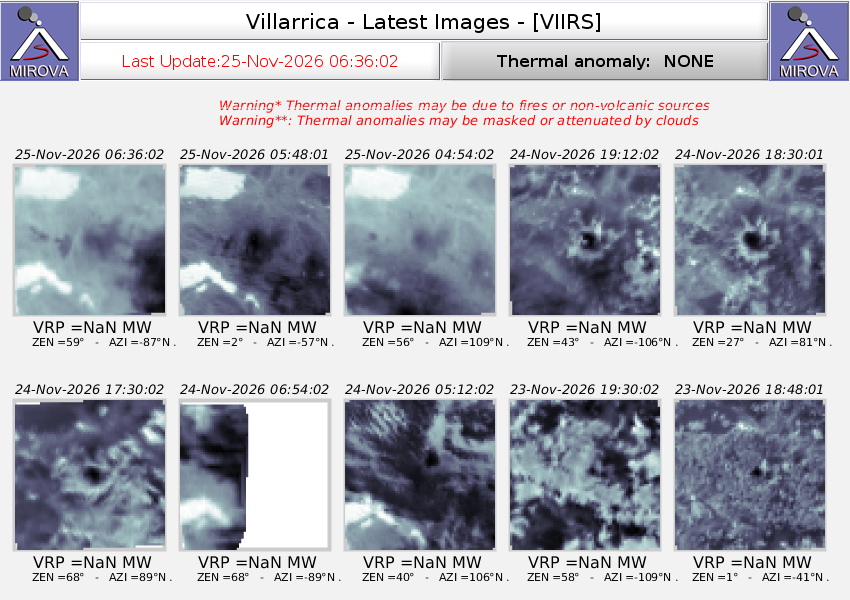 Villarrica - Latest Images - [VIIRS]
MIROVA
Last Update:25-Nov-2026 06:36:02
Thermal anomaly: NONE
MIROVA
Warning* Thermal anomalies may be due to fires or non-volcanic sources
Warning**: Thermal anomalies may be masked or attenuated by clouds
25-Nov-2026 06:36:02
25-Nov-2026 05:48:01
25-Nov-2026 04:54:02
24-Nov-2026 19:12:02
24-Nov-2026 18:30:01
VRP =NaN MW
VRP =NaN MW
VRP =NaN MW
VRP =NaN MW
VRP =NaN MW
ZEN =59° - AZI =-87°N .
ZEN =2° - AZI =-57°N .
ZEN =56° - AZI =109°N .
ZEN =43° - AZI =-106°N .
ZEN =27° - AZI =81°N .
24-Nov-2026 17:30:02
24-Nov-2026 06:54:02
24-Nov-2026 05:12:02
23-Nov-2026 19:30:02
23-Nov-2026 18:48:01
VRP =NaN MW
VRP =NaN MW
VRP =NaN MW
VRP =NaN MW
VRP =NaN MW
ZEN =68° - AZI =89°N .
ZEN =68° - AZI =-89°N .
ZEN =40° - AZI =106°N .
ZEN =58° - AZI =-109°N .
ZEN =1° - AZI =-41°N .